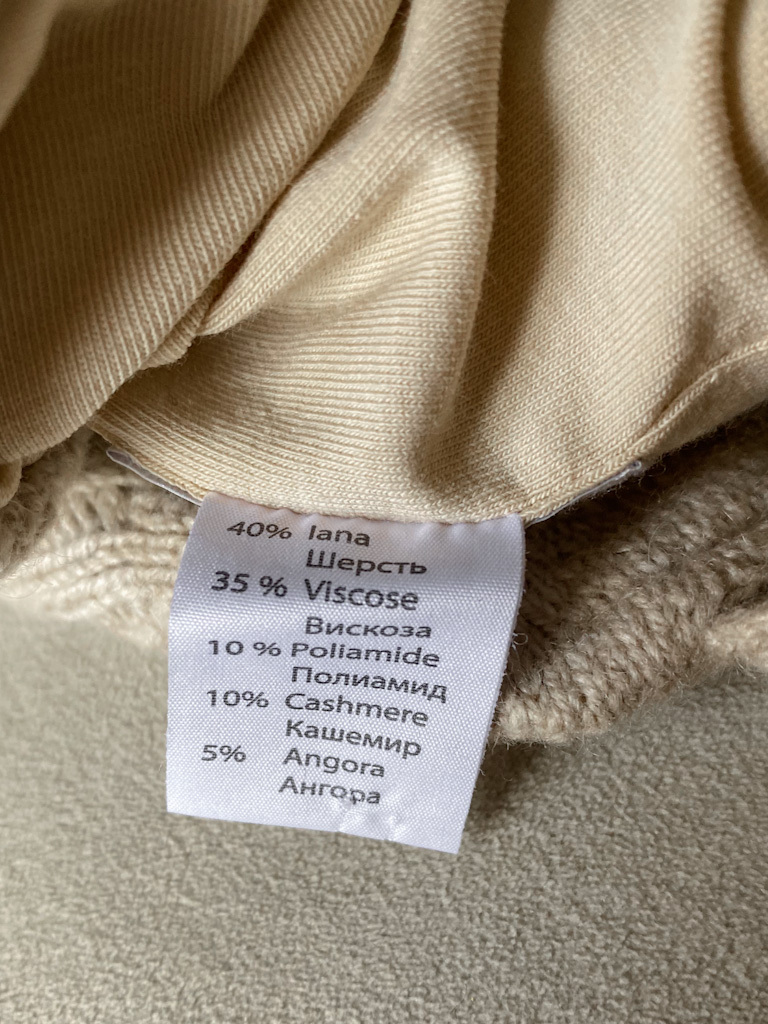 40% lana
Шерсть
35 % Viscose
Вискоза
10 % Poliamide
Полиамид
10% Cashmere
Кашемир
5% Angora
Ангора